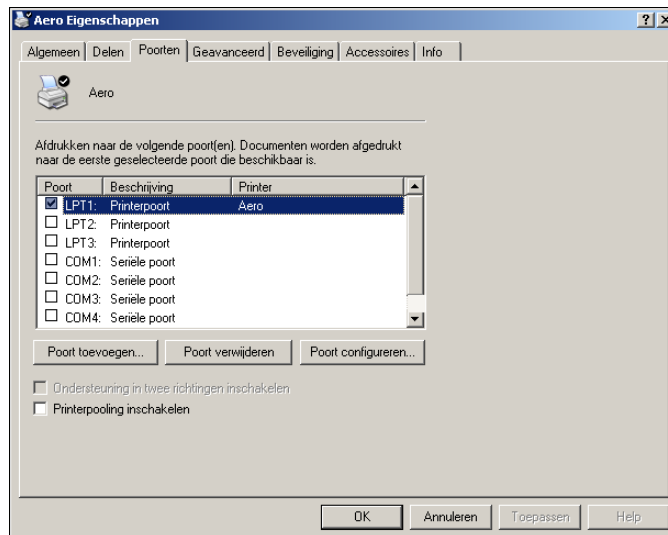 Aero Eigenschappen
Algemeen Delen Poorten Geavanceerd Beveiliging Accessoires Info
Aero
Afdrukken naar de volgende poort(en). Documenten worden afgedrukt
naar de eerste geselecteerde poort die beschikbaar is.
Poort Beschrijving Printer
LPT1: Printerpoort Aero
LPT2: Printerpoort
LPT3: Printerpoort
COM1: Seriële poort
COM2: Seriële poort
COM3: Seriële poort
COM4: Seriële poort
Poort toevoegen... Poort verwijderen Poort configureren...
Ondersteuning in twee richtingen inschakelen
Printerpooling inschakelen
OK Annuleren Toepassen Help